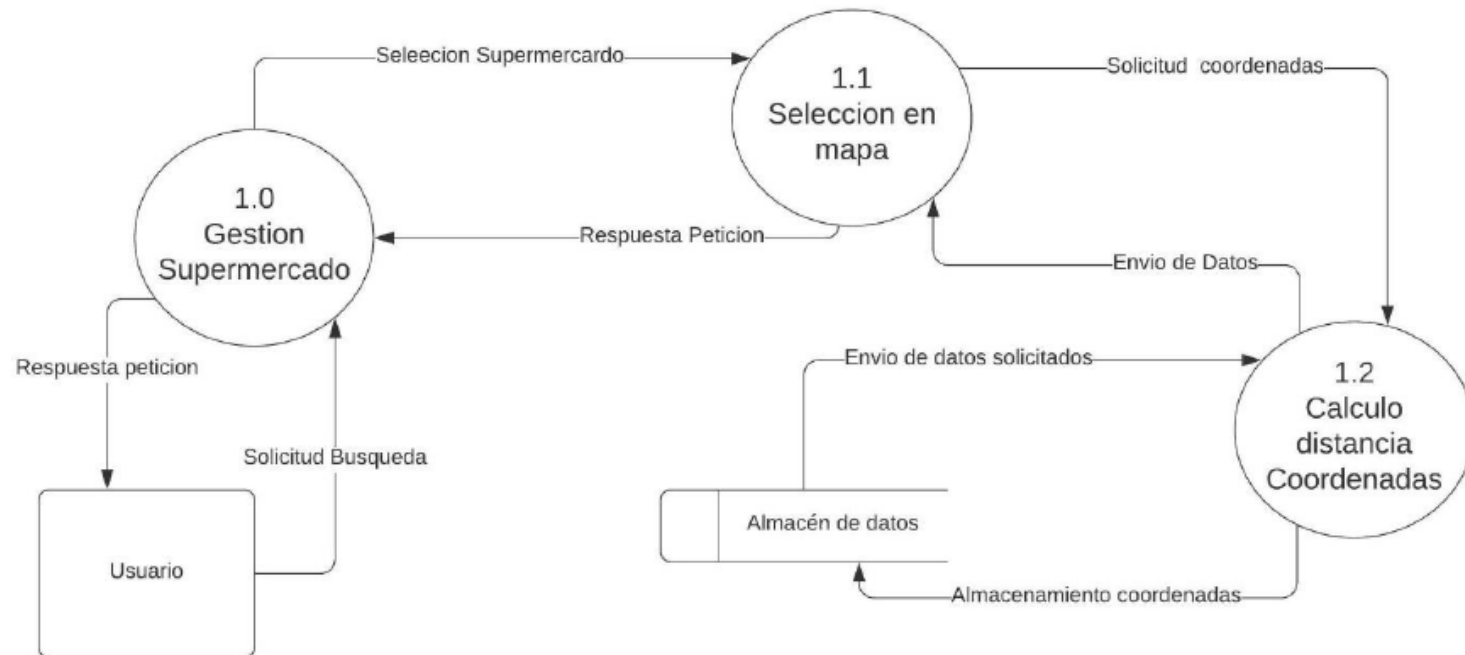 Seleecion Supermercardo
1.1
Seleccion en
mapa
Solicitud coordenadas
1.0
Gestion
Supermercado
Respuesta Peticion
Envio de Datos
Respuesta peticion
Envio de datos solicitados
1.2
Calculo
distancia
Coordenadas
Solicitud Busqueda
Almacén de datos
Usuario
Almacenamiento coordenadas